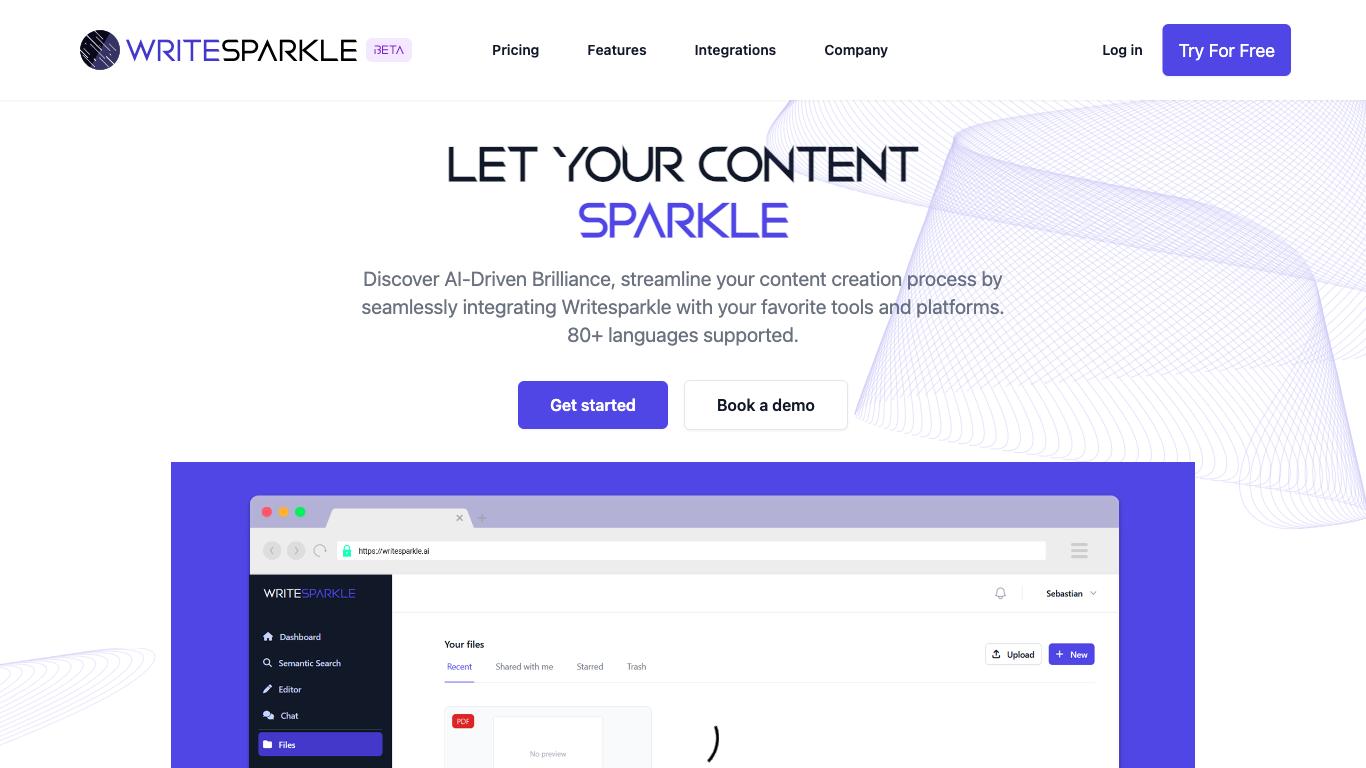 WRITESPARKLE BETA
Pricing Features Integrations Company
Log in Try For Free
LET YOUR CONTENT
SPARKLE
Discover AI-Driven Brilliance, streamline your content creation process by
seamlessly integrating Writesparkle with your favorite tools and platforms.
80+ languages supported.
Get started Book a demo
https://writesparkle.ai
WRITESPARKLE
Sebastian
Dashboard
Semantic Search
Editor
Chat
Files
Your files
Upload + New
Recent Shared with me Starred Trash
PDF
No preview